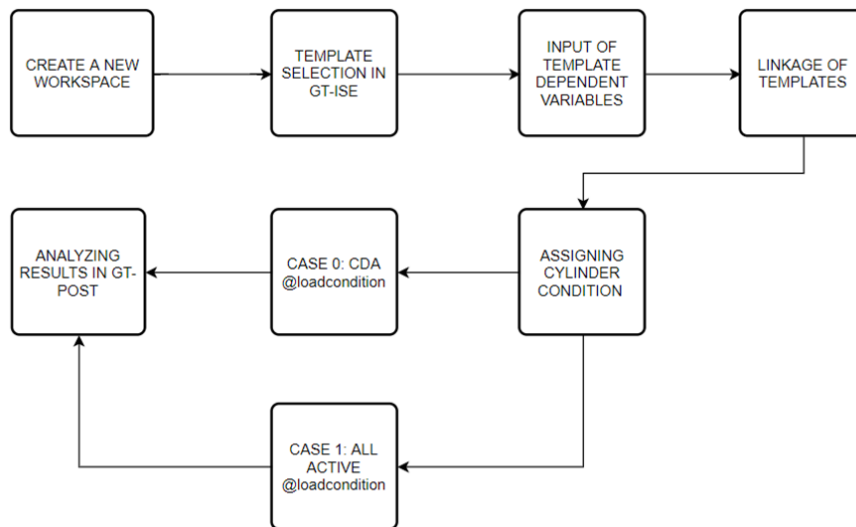 CREATE A NEW
WORKSPACE
TEMPLATE
SELECTION IN
GT-ISE
INPUT OF
TEMPLATE
DEPENDENT
VARIABLES
LINKAGE OF
TEMPLATES
ANALYZING
RESULTS IN GT-
POST
CASE 0: CDA
@loadcondition
ASSIGNING
CYLINDER
CONDITION
CASE 1: ALL
ACTIVE
@loadcondition